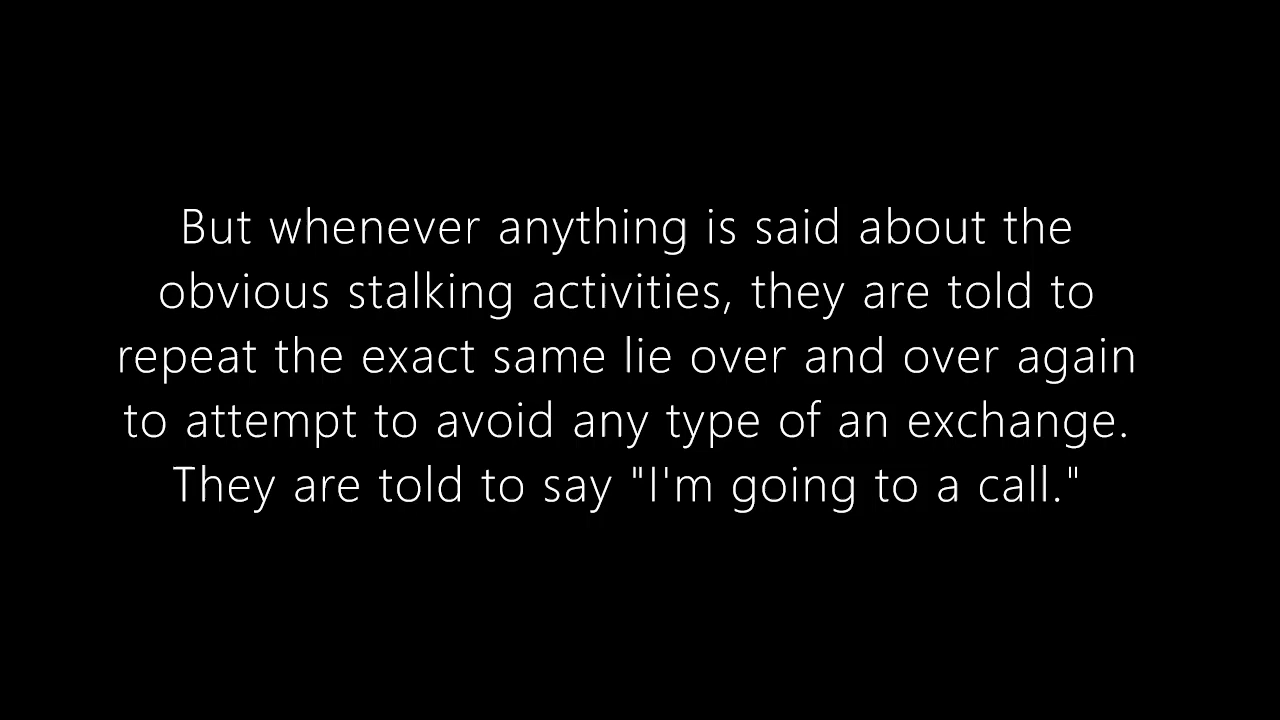 But whenever anything is said about the
obvious stalking activities, they are told to
repeat the exact same lie over and over again
to attempt to avoid any type of an exchange.
They are told to say "I'm going to a call."